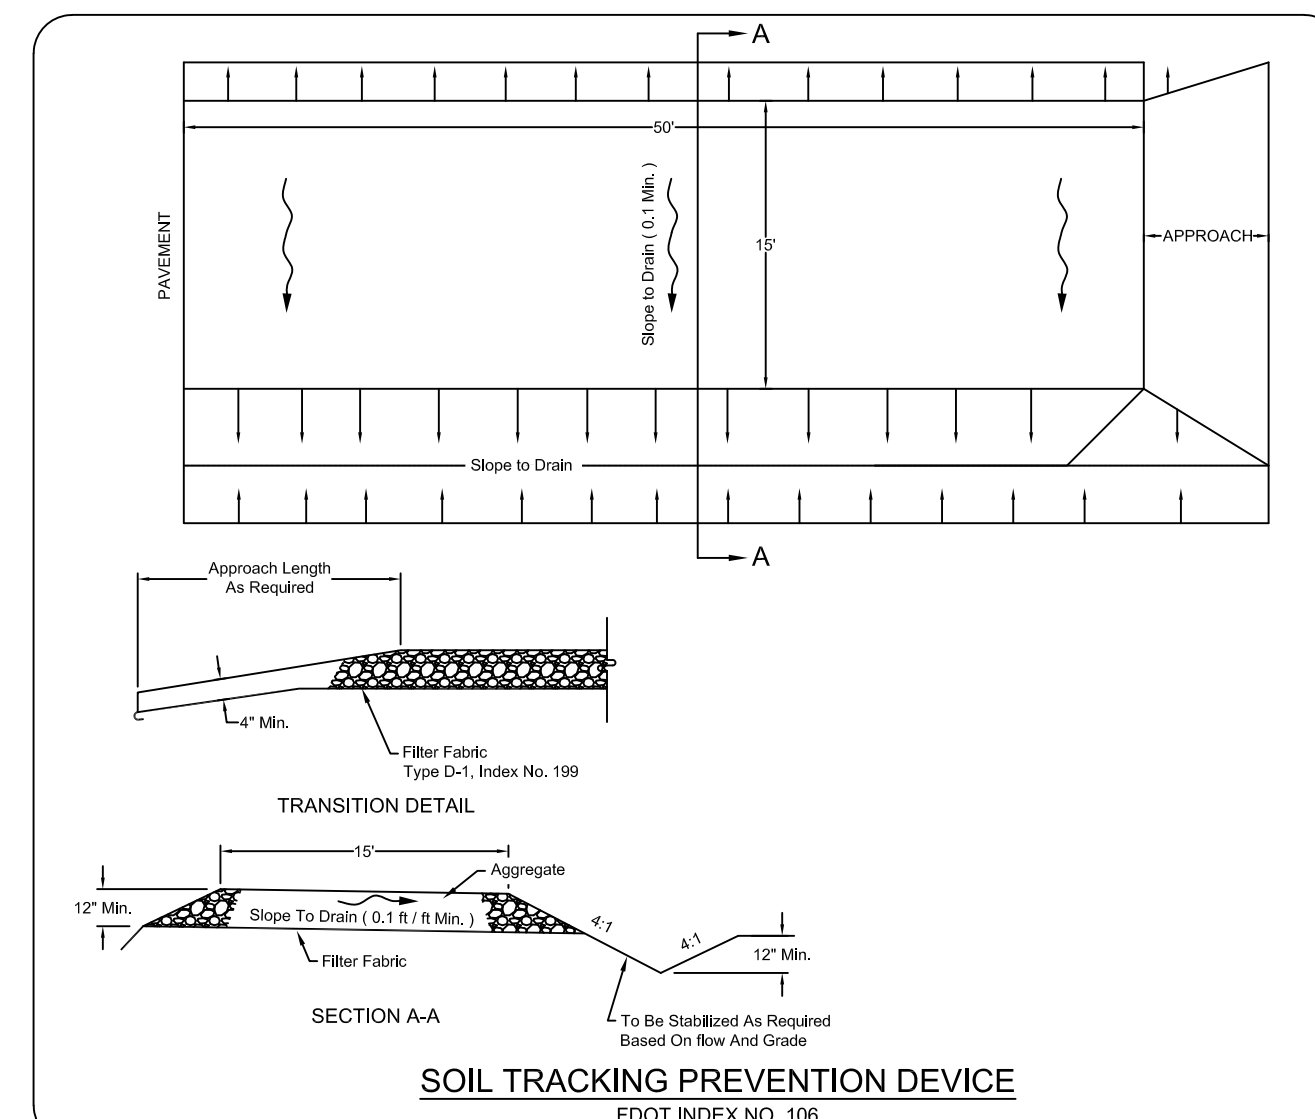 A
50'
PAVEMENT
Slope to Drain ( 0.1 Min. )
15'
APPROACH
Slope to Drain
A
Approach Length
As Required
4" Min.
Filter Fabric
Type D-1, Index No. 199
TRANSITION DETAIL
15'
Aggregate
12" Min.
Slope To Drain ( 0.1 ft / ft Min. )
4:1
4:1
12" Min.
Filter Fabric
SECTION A-A
To Be Stabilized As Required
Based On flow And Grade
SOIL TRACKING PREVENTION DEVICE
FDOT INDEX NO. 106